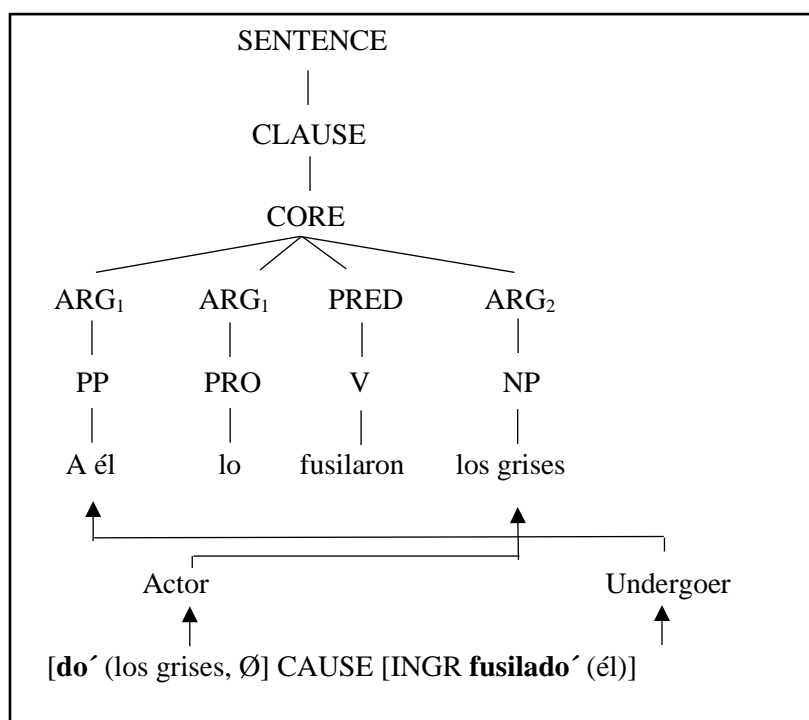 SENTENCE
CLAUSE
CORE
ARG₁ ARG₁ PRED ARG₂
PP PRO V NP
A él lo fusilaron los grises
Actor Undergoer
[do´ (los grises, Ø] CAUSE [INGR fusilado´ (él)]